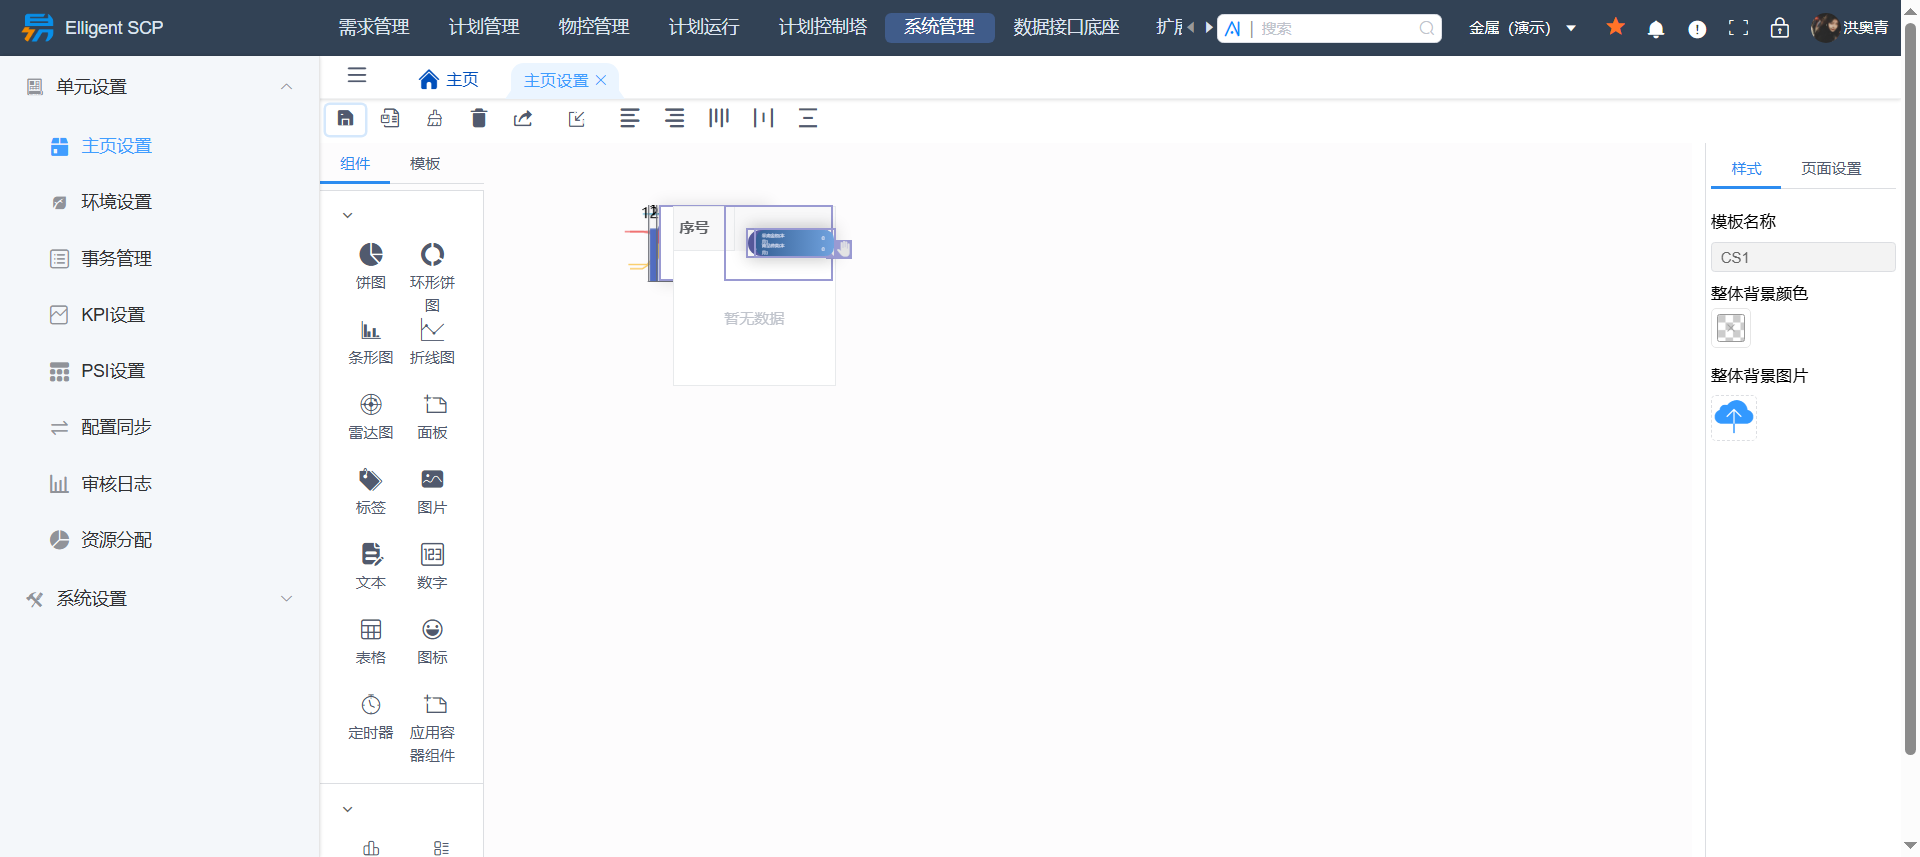 Elligent SCP
需求管理
计划管理
物控管理
计划运行
计划控制塔
系统管理
数据接口底座
扩展
AI | 搜索
金属（演示）
洪奥青
单元设置
主页设置
环境设置
事务管理
KPI设置
PSI设置
配置同步
审核日志
资源分配
系统设置
主页
主页设置
组件
模板
饼图
环形饼图
条形图
折线图
雷达图
面板
标签
图片
文本
数字
表格
图标
定时器
应用容器组件
12
序号
暂无数据
样式
页面设置
模板名称
CS1
整体背景颜色
整体背景图片